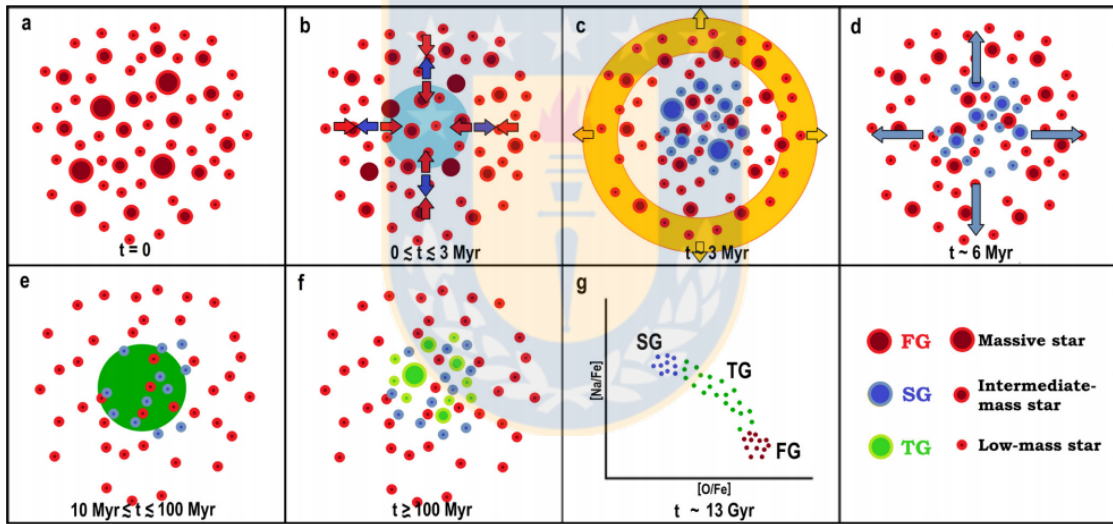 a
t = 0
b
0 ≲ t ≲ 3 Myr
c
t ~ 3 Myr
d
t ~ 6 Myr
e
10 Myr ≲ t ≲ 100 Myr
f
t ≥ 100 Myr
g
SG
TG
FG
[Na/Fe]
[O/Fe]
t ~ 13 Gyr
FG Massive star
SG Intermediate-
mass star
TG Low-mass star